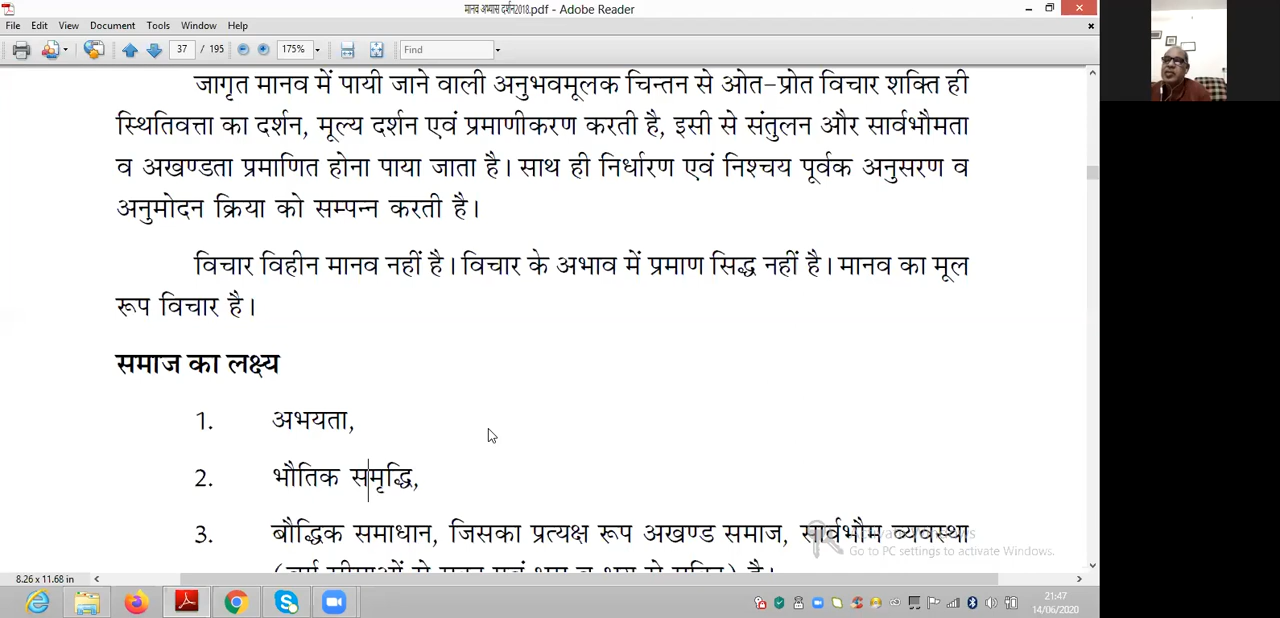 मानव अभ्यास दर्शन2018.pdf - Adobe Reader
File Edit View Document Tools Window Help
37 / 195 175% Find
जागृत मानव में पायी जाने वाली अनुभवमूलक चिन्तन से ओत-प्रोत विचार शक्ति ही
स्थितिवत्ता का दर्शन, मूल्य दर्शन एवं प्रमाणीकरण करती है, इसी से संतुलन और सार्वभौमता
व अखण्डता प्रमाणित होना पाया जाता है। साथ ही निर्धारण एवं निश्चय पूर्वक अनुसरण व
अनुमोदन क्रिया को सम्पन्न करती है।
विचार विहीन मानव नहीं है। विचार के अभाव में प्रमाण सिद्ध नहीं है। मानव का मूल
रूप विचार है।
समाज का लक्ष्य
1. अभयता,
2. भौतिक समृद्धि,
3. बौद्धिक समाधान, जिसका प्रत्यक्ष रूप अखण्ड समाज, सार्वभौम व्यवस्था
Activate Windows
Go to PC settings to activate Windows.
8.26 x 11.68 in
21:47
14/06/2020